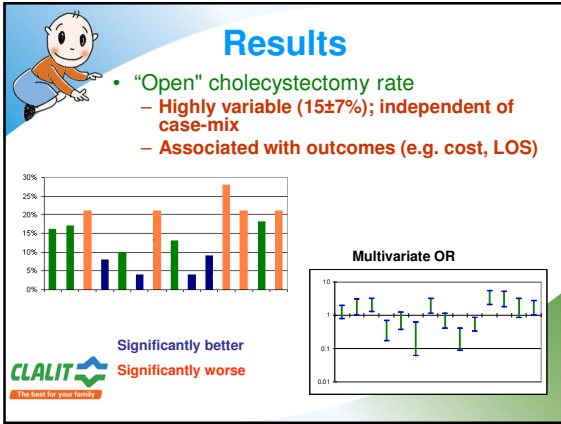 Results
• “Open" cholecystectomy rate
– Highly variable (15±7%); independent of
case-mix
– Associated with outcomes (e.g. cost, LOS)
30%
25%
20%
15%
10%
5%
0%
Multivariate OR
10
1
0.1
0.01
Significantly better
Significantly worse
CLALIT
The best for your family